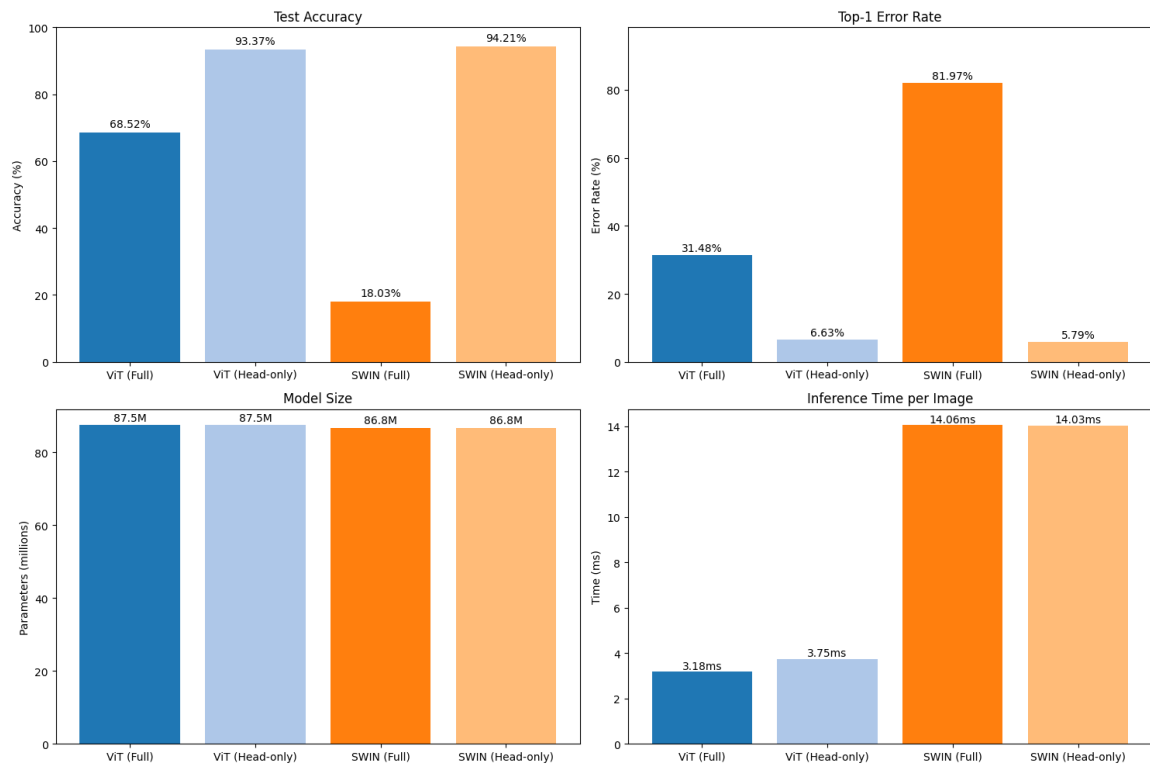 Test Accuracy
Accuracy (%)
100
80
60
40
20
0
68.52%
93.37%
18.03%
94.21%
ViT (Full)
ViT (Head-only)
SWIN (Full)
SWIN (Head-only)
Top-1 Error Rate
Error Rate (%)
80
60
40
20
0
31.48%
6.63%
81.97%
5.79%
ViT (Full)
ViT (Head-only)
SWIN (Full)
SWIN (Head-only)
Model Size
Parameters (millions)
80
60
40
20
0
87.5M
87.5M
86.8M
86.8M
ViT (Full)
ViT (Head-only)
SWIN (Full)
SWIN (Head-only)
Inference Time per Image
Time (ms)
14
12
10
8
6
4
2
0
3.18ms
3.75ms
14.06ms
14.03ms
ViT (Full)
ViT (Head-only)
SWIN (Full)
SWIN (Head-only)